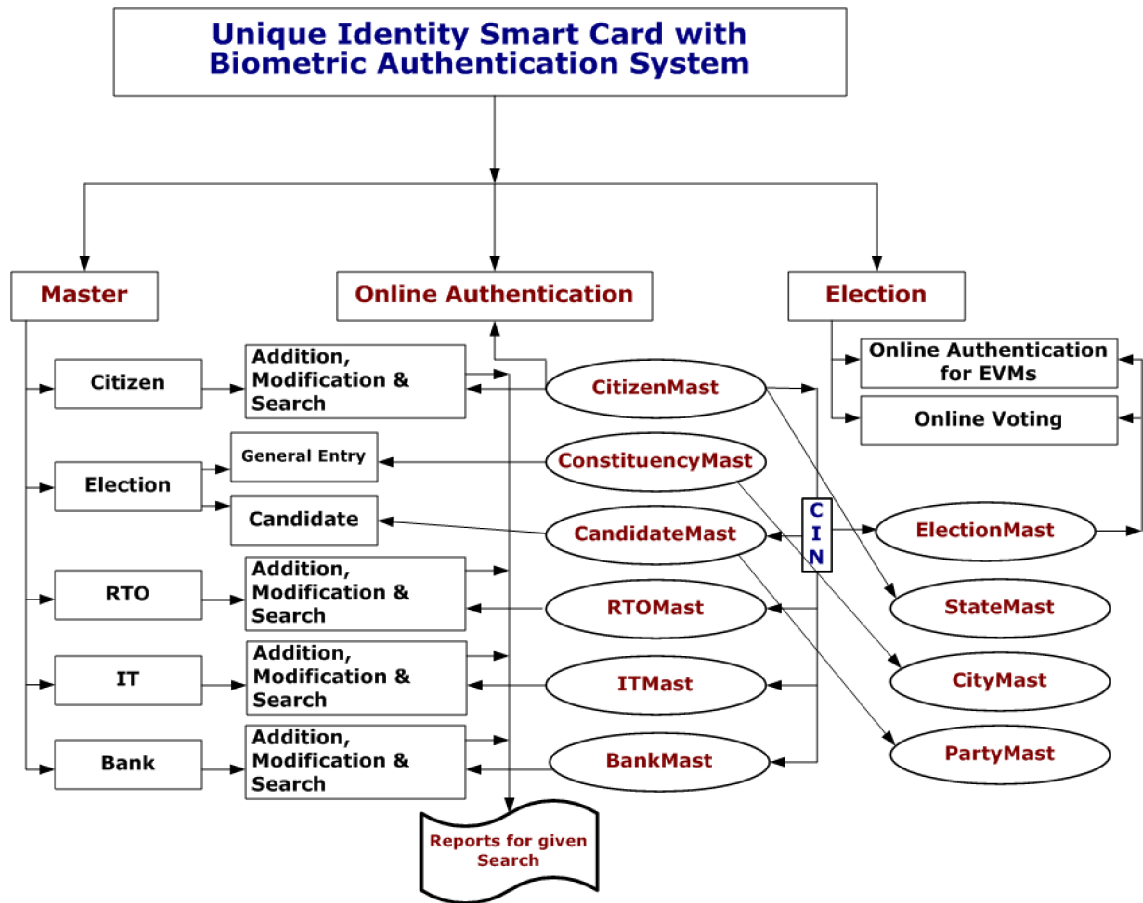 Unique Identity Smart Card with
Biometric Authentication System
Master
Online Authentication
Election
Citizen
Addition,
Modification &
Search
CitizenMast
Online Authentication
for EVMs
Online Voting
Election
General Entry
Candidate
ConstituencyMast
CandidateMast
C
I
N
ElectionMast
RTO
Addition,
Modification &
Search
RTOMast
StateMast
IT
Addition,
Modification &
Search
ITMast
CityMast
Bank
Addition,
Modification &
Search
BankMast
PartyMast
Reports for given
Search